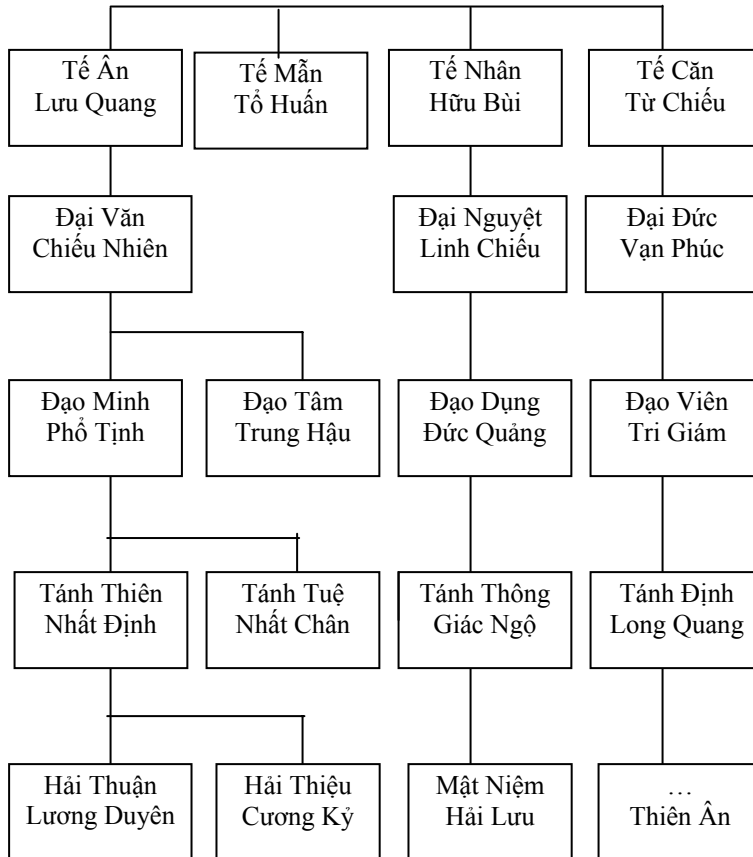 Tế Ân
Lưu Quang
Tế Mẫn
Tổ Huấn
Tế Nhân
Hữu Bùi
Tế Căn
Từ Chiếu
Đại Văn
Chiếu Nhiên
Đại Nguyệt
Linh Chiếu
Đại Đức
Vạn Phúc
Đạo Minh
Phổ Tịnh
Đạo Tâm
Trung Hậu
Đạo Dụng
Đức Quảng
Đạo Viên
Tri Giám
Tánh Thiên
Nhất Định
Tánh Tuệ
Nhất Chân
Tánh Thông
Giác Ngộ
Tánh Định
Long Quang
Hải Thuận
Lương Duyên
Hải Thiệu
Cương Kỷ
Mật Niệm
Hải Lưu
…
Thiên Ân